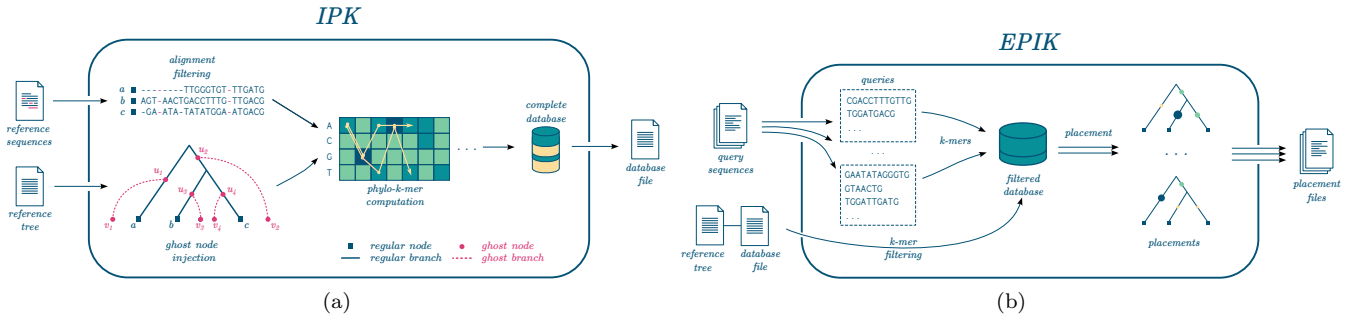 IPK
alignment
filtering
a --------TTGGGTGT-TTGATG
b AGT-AACTGACCTTTG-TTGACG
c -GA-ATA-TATATGGA-ATGACG
reference
sequences
reference
tree
u₁
u₂
u₃
u₄
v₁
a
b
v₃
v₄
c
v₂
ghost node
injection
A
C
G
T
phylo-k-mer
computation
...
complete
database
database
file
regular node
regular branch
ghost node
ghost branch
(a)
EPIK
query
sequences
queries
CGACCTTTGTTG
TGGATGACG
...
...
GAATATAGGGTG
GTAACTG
TGGATTGATG
...
k-mers
filtered
database
placement
...
placements
placement
files
reference
tree
database
file
k-mer
filtering
(b)